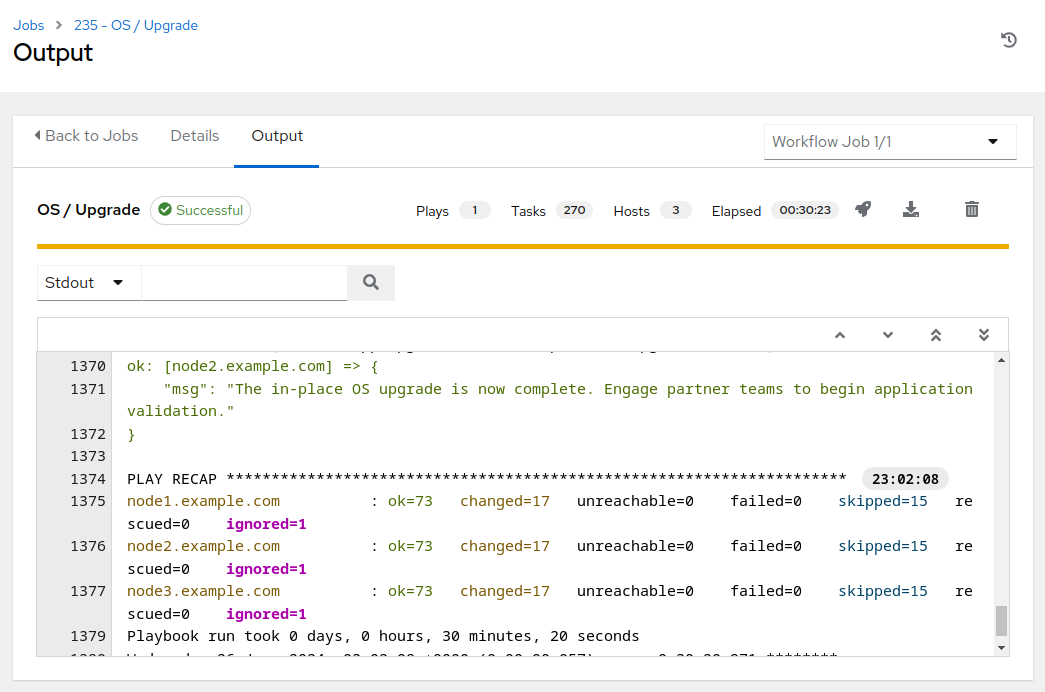 Jobs > 235 - OS / Upgrade
Output
Back to Jobs Details Output Workflow Job 1/1
OS / Upgrade Successful Plays 1 Tasks 270 Hosts 3 Elapsed 00:30:23
Stdout
1370 ok: [node2.example.com] => {
1371 "msg": "The in-place OS upgrade is now complete. Engage partner teams to begin application
validation."
1372 }
1373
1374 PLAY RECAP ********************************************************************* 23:02:08
1375 node1.example.com : ok=73 changed=17 unreachable=0 failed=0 skipped=15 re
scued=0 ignored=1
1376 node2.example.com : ok=73 changed=17 unreachable=0 failed=0 skipped=15 re
scued=0 ignored=1
1377 node3.example.com : ok=73 changed=17 unreachable=0 failed=0 skipped=15 re
scued=0 ignored=1
1379 Playbook run took 0 days, 0 hours, 30 minutes, 20 seconds